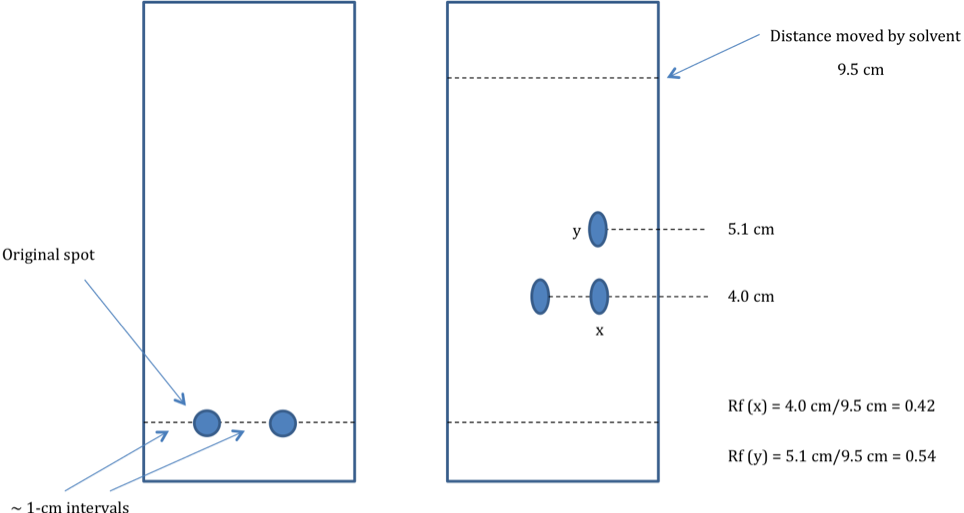 Distance moved by solvent
9.5 cm
y
5.1 cm
Original spot
4.0 cm
x
Rf (x) = 4.0 cm/9.5 cm = 0.42
Rf (y) = 5.1 cm/9.5 cm = 0.54
~ 1-cm intervals